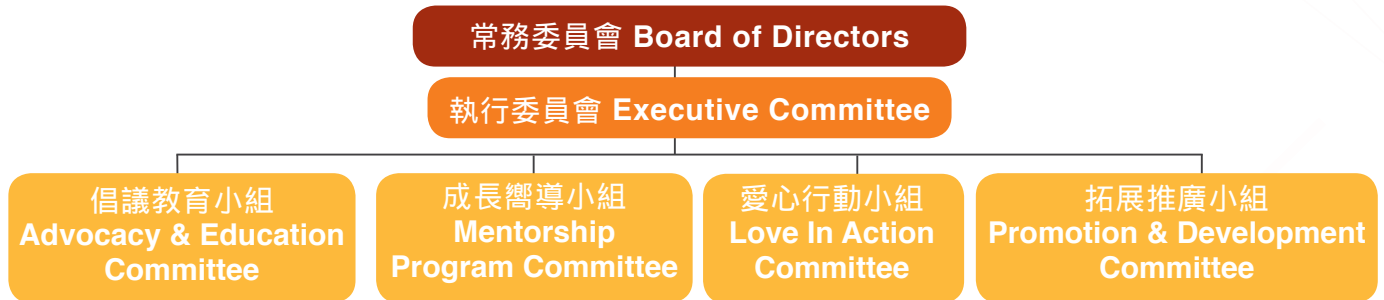 常務委員會 Board of Directors
執行委員會 Executive Committee
倡議教育小組
Advocacy & Education
Committee
成長嚮導小組
Mentorship
Program Committee
愛心行動小組
Love In Action
Committee
拓展推廣小組
Promotion & Development
Committee